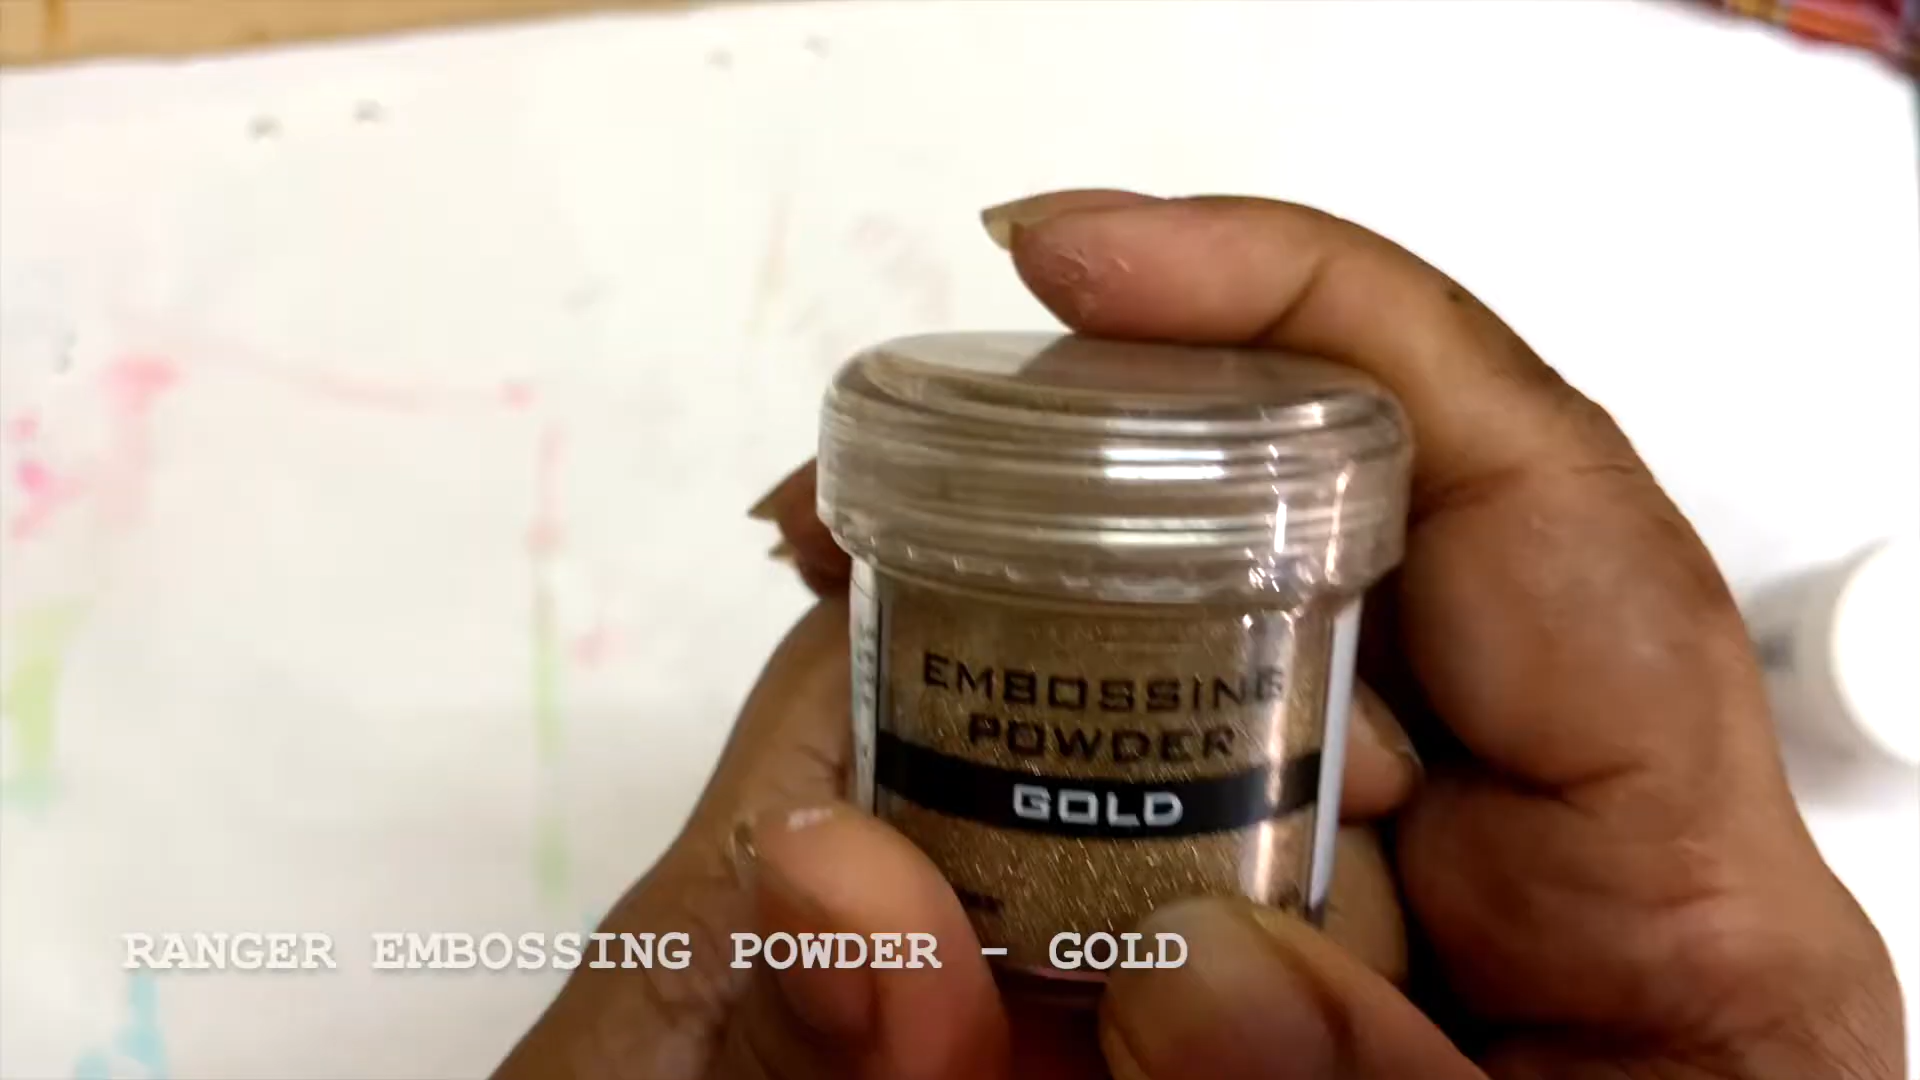 EMBOSSING
POWDER
GOLD
RANGER EMBOSSING POWDER - GOLD